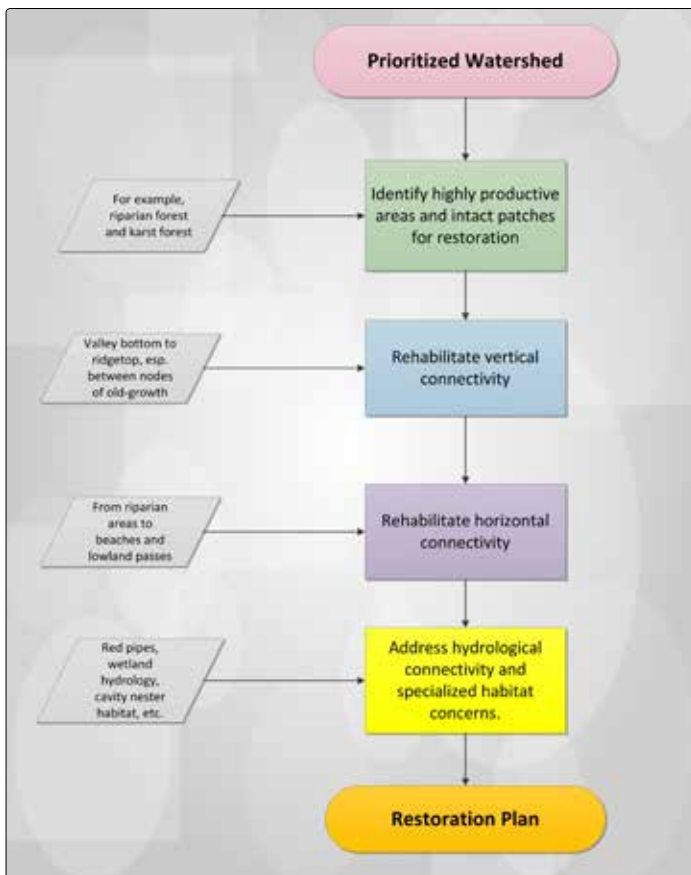 Prioritized Watershed
For example,
riparian forest
and karst forest
Identify highly productive
areas and intact patches
for restoration
Valley bottom to
ridgetop, esp.
between nodes
of old-growth
Rehabilitate vertical
connectivity
From riparian
areas to
beaches and
lowland passes
Rehabilitate horizontal
connectivity
Red pipes,
wetland
hydrology,
cavity nester
habitat, etc.
Address hydrological
connectivity and
specialized habitat
concerns.
Restoration Plan